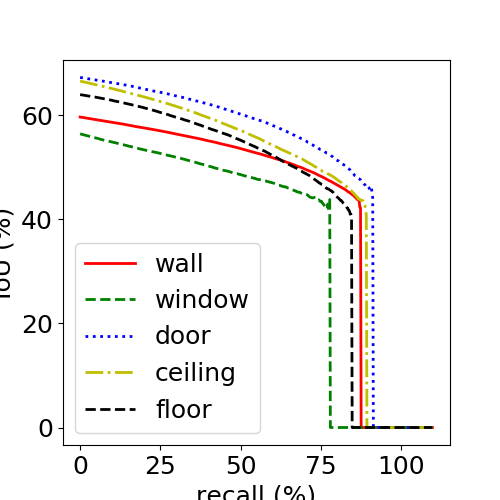 60
40
20
0
IoU (%)
wall
window
door
ceiling
floor
0 25 50 75 100
recall (%)